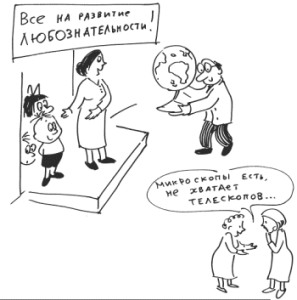 Все на развитие
любознательности!
Микроскопы есть,
не хватает
телескопов...